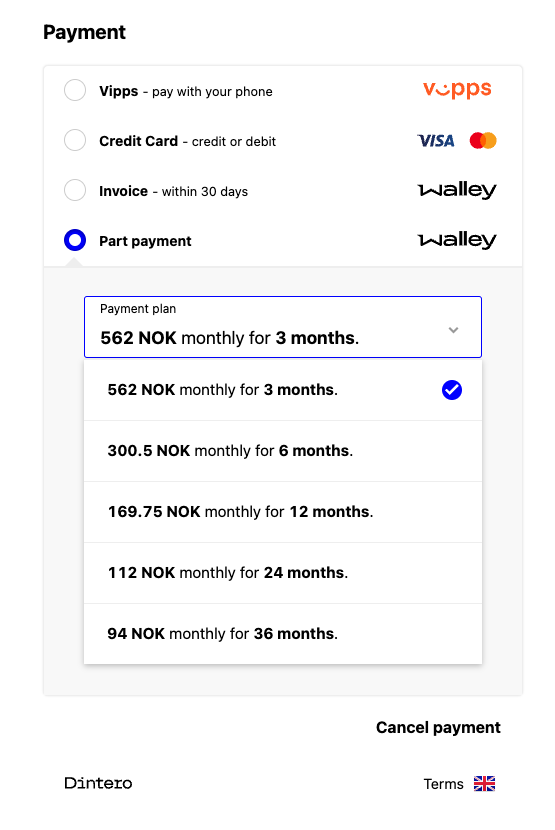 Payment
Vipps - pay with your phone vipps
Credit Card - credit or debit VISA
Invoice - within 30 days walley
Part payment walley
Payment plan
562 NOK monthly for 3 months.
562 NOK monthly for 3 months.
300.5 NOK monthly for 6 months.
169.75 NOK monthly for 12 months.
112 NOK monthly for 24 months.
94 NOK monthly for 36 months.
Cancel payment
Dintero Terms